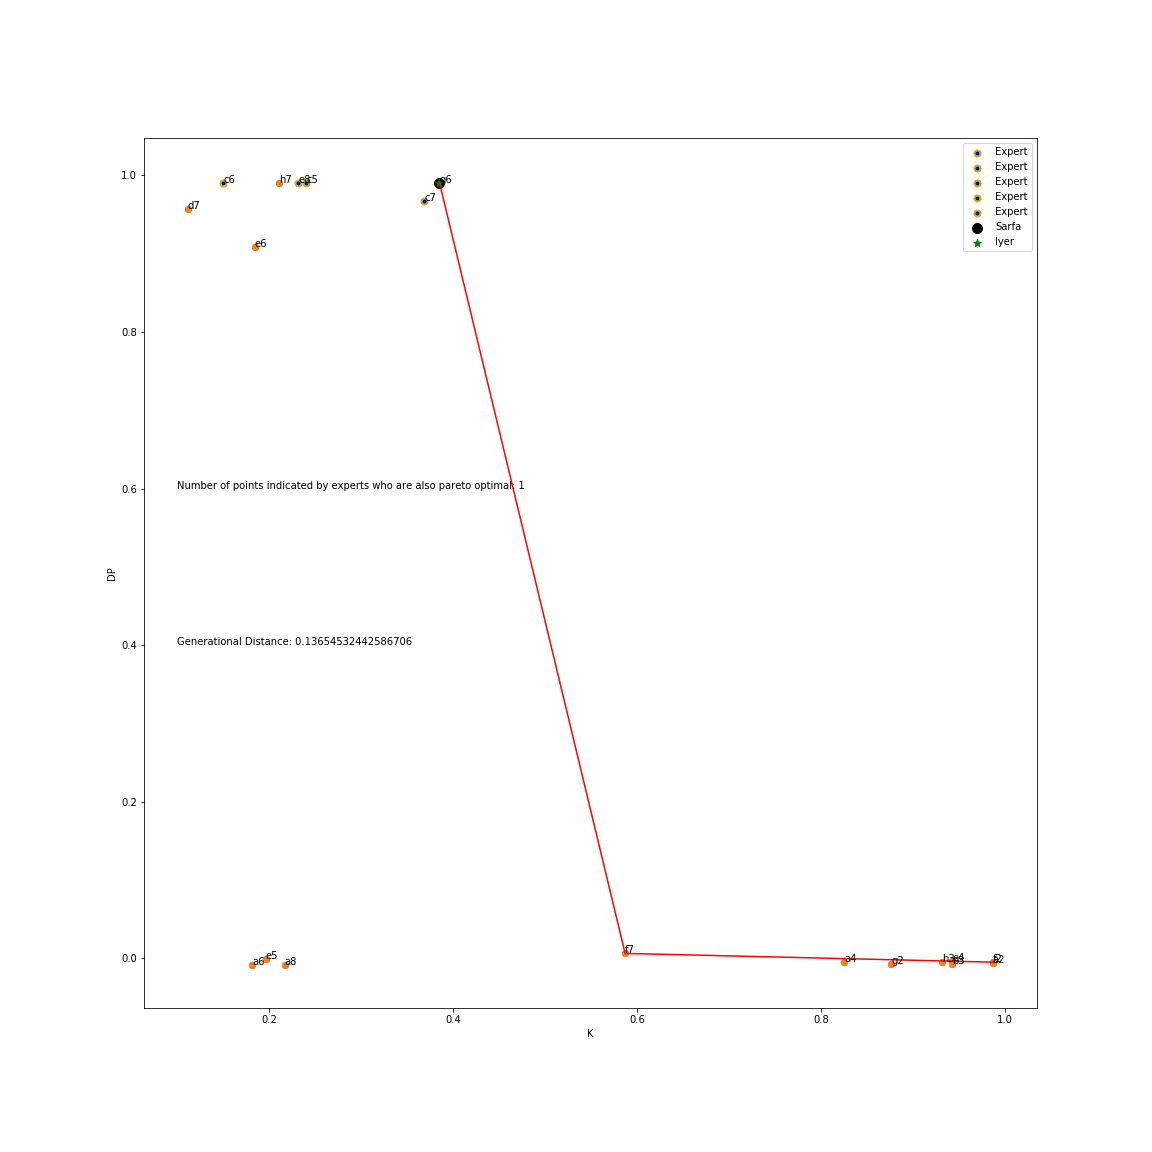 1.0
0.8
0.6
0.4
0.2
0.0
DP
c6
h7
c5
g6
c7
d7
e6
Expert
Expert
Expert
Expert
Expert
Sarfa
Iyer
Number of points indicated by experts who are also pareto optimal: 1
Generational Distance: 0.13654532442586706
a6
e5
a8
f7
a4
g2
h3
0.2
0.4
0.6
0.8
1.0
K